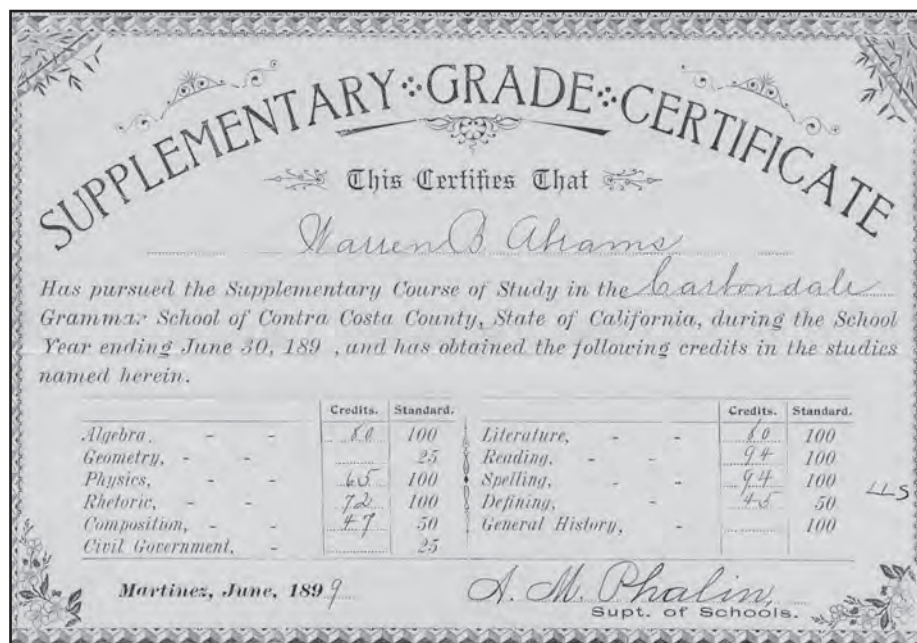 SUPPLEMENTARY GRADE CERTIFICATE
This Certifies That
Warren B Abrams
Has pursued the Supplementary Course of Study in the Carbondale
Grammar School of Contra Costa County, State of California, during the School
Year ending June 30, 189 , and has obtained the following credits in the studies
named herein.
Credits. Standard. Credits. Standard.
Algebra, - - 80 100 Literature, - - 80 100
Geometry, - - 25 Reading, - - 94 100
Physics, - - 65 100 Spelling, - - 94 100
Rhetoric, - - 72 100 Defining, - 45 50
Composition, - - 47 50 General History, - 100
Civil Government, - 25
LLS
Martinez, June, 1899
A. M. Phalin,
Supt. of Schools.